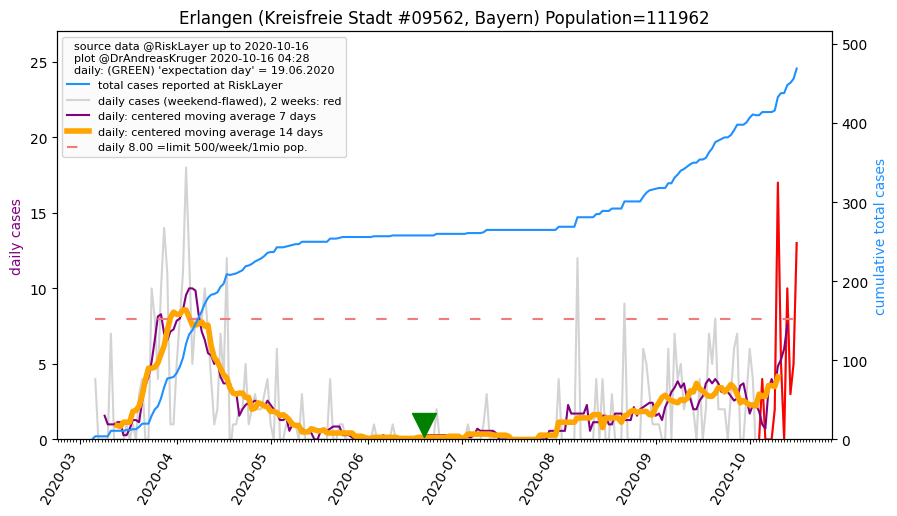 Erlangen (Kreisfreie Stadt #09562, Bayern) Population=111962
source data @RiskLayer up to 2020-10-16
plot @DrAndreasKruger 2020-10-16 04:28
daily: (GREEN) 'expectation day' = 19.06.2020
total cases reported at RiskLayer
daily cases (weekend-flawed), 2 weeks: red
daily: centered moving average 7 days
daily: centered moving average 14 days
daily 8.00 =limit 500/week/1mio pop.
daily cases
25
20
15
10
5
0
cumulative total cases
500
400
300
200
100
0
2020-03
2020-04
2020-05
2020-06
2020-07
2020-08
2020-09
2020-10